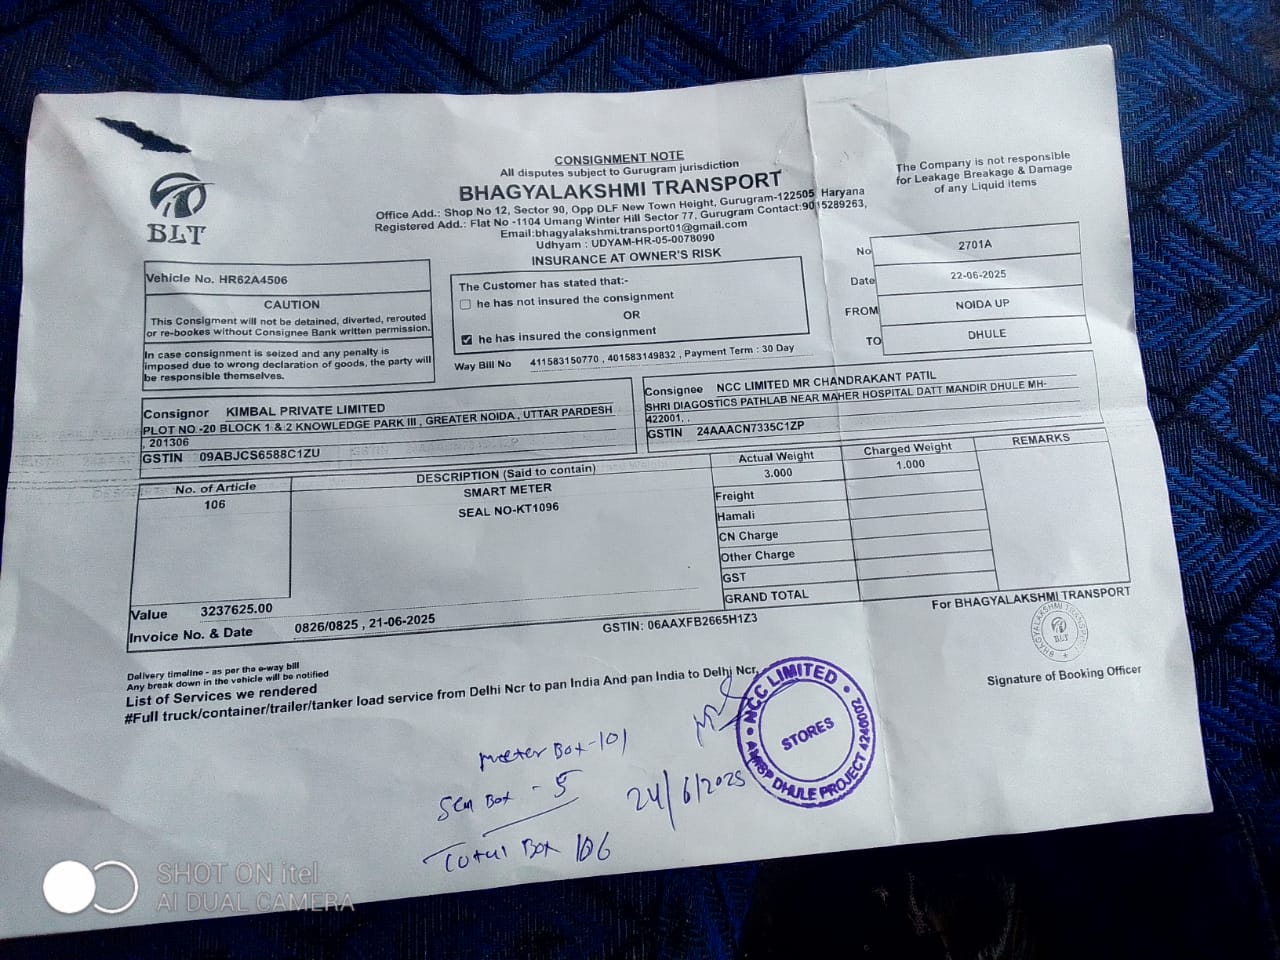 CONSIGNMENT NOTE
All disputes subject to Gurugram jurisdiction
BHAGYALAKSHMI TRANSPORT
Office Add.: Shop No 12, Sector 90, Opp DLF New Town Height, Gurugram-122505 Haryana
Registered Add.: Flat No -1104 Umang Winter Hill Sector 77, Gurugram Contact:9015289263,
Email:bhagyalakshmi.transport01@gmail.com
Udhyam : UDYAM-HR-05-0078090
INSURANCE AT OWNER'S RISK
The Company is not responsible
for Leakage Breakage & Damage
of any Liquid items
BLT
Vehicle No. HR62A4506
CAUTION
This Consigment will not be detained, diverted, rerouted
or re-bookes without Consignee Bank written permission.
In case consignment is seized and any penalty is
imposed due to wrong declaration of goods, the party will
be responsible themselves.
The Customer has stated that:-
he has not insured the consignment
OR
he has insured the consignment
Way Bill No 411583150770 , 401583149832 , Payment Term : 30 Day
No 2701A
Date 22-06-2025
FROM NOIDA UP
TO DHULE
Consignor KIMBAL PRIVATE LIMITED
PLOT NO -20 BLOCK 1 & 2 KNOWLEDGE PARK III , GREATER NOIDA , UTTAR PARDESH
, 201306
GSTIN 09ABJCS6588C1ZU
Consignee NCC LIMITED MR CHANDRAKANT PATIL
SHRI DIAGOSTICS PATHLAB NEAR MAHER HOSPITAL DATT MANDIR DHULE MH-
422001, .
GSTIN 24AAACN7335C1ZP
No. of Article DESCRIPTION (Said to contain) Actual Weight Charged Weight REMARKS
106 SMART METER 3.000 1.000
SEAL NO-KT1096
Freight
Hamali
CN Charge
Other Charge
GST
GRAND TOTAL
Value 3237625.00
Invoice No. & Date 0826/0825 , 21-06-2025
GSTIN: 06AAXFB2665H1Z3
For BHAGYALAKSHMI TRANSPORT
BHAGYALAKSHMI TRANSPORT
BLT
Signature of Booking Officer
Delivery timeline - as per the e-way bill
Any break down in the vehicle will be notified
List of Services we rendered
#Full truck/container/trailer/tanker load service from Delhi Ncr to pan India And pan India to Delhi Ncr,
NCC LIMITED
STORES
AMISP DHULE PROJECT 4246002
Meter Box - 101
Seal Box - 5
24/6/2025
Total Box 106
SHOT ON itel
AI DUAL CAMERA